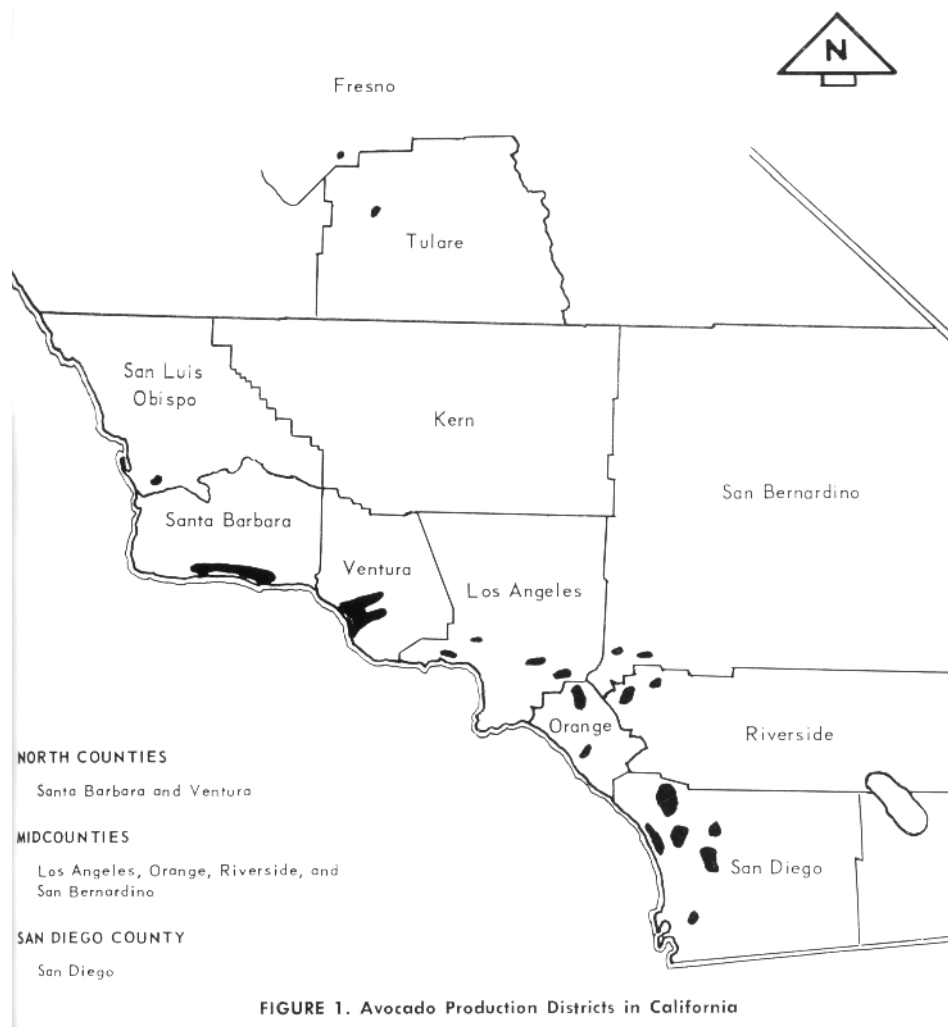 N
Fresno
Tulare
San Luis
Obispo
Kern
San Bernardino
Santa Barbara
Ventura
Los Angeles
Orange
Riverside
San Diego
NORTH COUNTIES
Santa Barbara and Ventura
MIDCOUNTIES
Los Angeles, Orange, Riverside, and
San Bernardino
SAN DIEGO COUNTY
San Diego
FIGURE 1. Avocado Production Districts in California